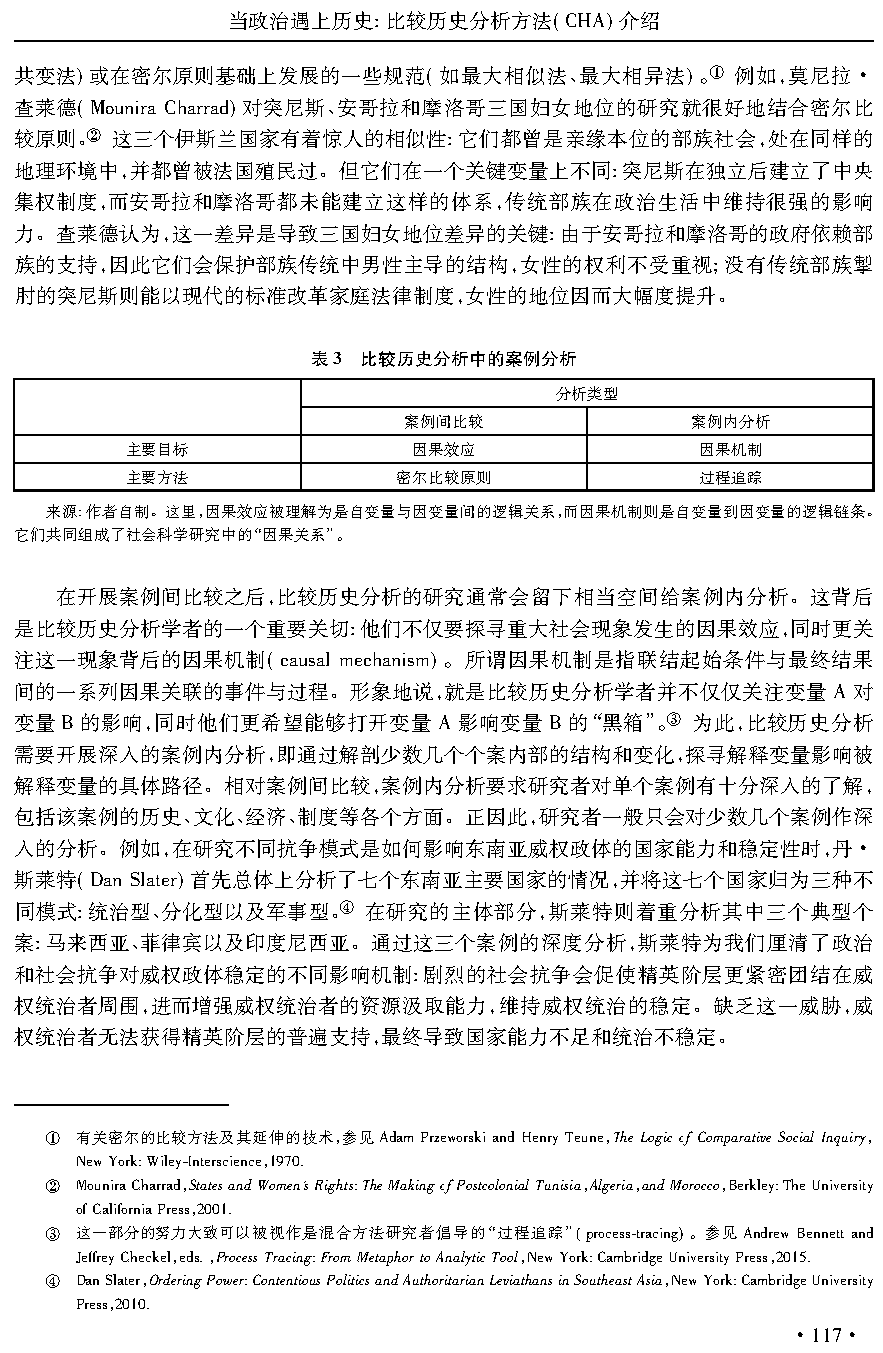 当政治遇上历史:比较历史分析方法(CHA)介绍
共变法)或在密尔原则基础上发展的一些规范(如最大相似法、最大相异法)。① 例如,莫尼拉·
查莱德(Mounira Charrad)对突尼斯、安哥拉和摩洛哥三国妇女地位的研究就很好地结合密尔比
较原则。② 这三个伊斯兰国家有着惊人的相似性:它们都曾是亲缘本位的部族社会,处在同样的
地理环境中,并都曾被法国殖民过。但它们在一个关键变量上不同:突尼斯在独立后建立了中央
集权制度,而安哥拉和摩洛哥都未能建立这样的体系,传统部族在政治生活中维持很强的影响
力。查莱德认为,这一差异是导致三国妇女地位差异的关键:由于安哥拉和摩洛哥的政府依赖部
族的支持,因此它们会保护部族传统中男性主导的结构,女性的权利不受重视;没有传统部族掣
肘的突尼斯则能以现代的标准改革家庭法律制度,女性的地位因而大幅度提升。
表3 比较历史分析中的案例分析
分析类型
案例间比较 案例内分析
主要目标 因果效应 因果机制
主要方法 密尔比较原则 过程追踪
来源:作者自制。这里,因果效应被理解为是自变量与因变量间的逻辑关系,而因果机制则是自变量到因变量的逻辑链条。
它们共同组成了社会科学研究中的“因果关系”。
在开展案例间比较之后,比较历史分析的研究通常会留下相当空间给案例内分析。这背后
是比较历史分析学者的一个重要关切:他们不仅要探寻重大社会现象发生的因果效应,同时更关
注这一现象背后的因果机制(causal mechanism)。所谓因果机制是指联结起始条件与最终结果
间的一系列因果关联的事件与过程。形象地说,就是比较历史分析学者并不仅仅关注变量 A 对
变量 B 的影响,同时他们更希望能够打开变量 A 影响变量 B 的“黑箱”。③ 为此,比较历史分析
需要开展深入的案例内分析,即通过解剖少数几个个案内部的结构和变化,探寻解释变量影响被
解释变量的具体路径。相对案例间比较,案例内分析要求研究者对单个案例有十分深入的了解,
包括该案例的历史、文化、经济、制度等各个方面。正因此,研究者一般只会对少数几个案例作深
入的分析。例如,在研究不同抗争模式是如何影响东南亚威权政体的国家能力和稳定性时,丹·
斯莱特(Dan Slater)首先总体上分析了七个东南亚主要国家的情况,并将这七个国家归为三种不
同模式:统治型、分化型以及军事型。④ 在研究的主体部分,斯莱特则着重分析其中三个典型个
案:马来西亚、菲律宾以及印度尼西亚。通过这三个案例的深度分析,斯莱特为我们厘清了政治
和社会抗争对威权政体稳定的不同影响机制:剧烈的社会抗争会促使精英阶层更紧密团结在威
权统治者周围,进而增强威权统治者的资源汲取能力,维持威权统治的稳定。缺乏这一威胁,威
权统治者无法获得精英阶层的普遍支持,最终导致国家能力不足和统治不稳定。
① 有关密尔的比较方法及其延伸的技术,参见 Adam Przeworski and Henry Teune, The Logic of Comparative Social Inquiry,
New York: Wiley-Interscience,1970.
② Mounira Charrad, States and Women's Rights: The Making of Postcolonial Tunisia, Algeria, and Morocco, Berkley: The University
of California Press,2001.
③ 这一部分的努力大致可以被视作是混合方法研究者倡导的“过程追踪”(process-tracing)。参见 Andrew Bennett and
Jeffrey Checkel, eds., Process Tracing: From Metaphor to Analytic Tool, New York: Cambridge University Press,2015.
④ Dan Slater, Ordering Power: Contentious Politics and Authoritarian Leviathans in Southeast Asia, New York: Cambridge University
Press,2010.
·117·